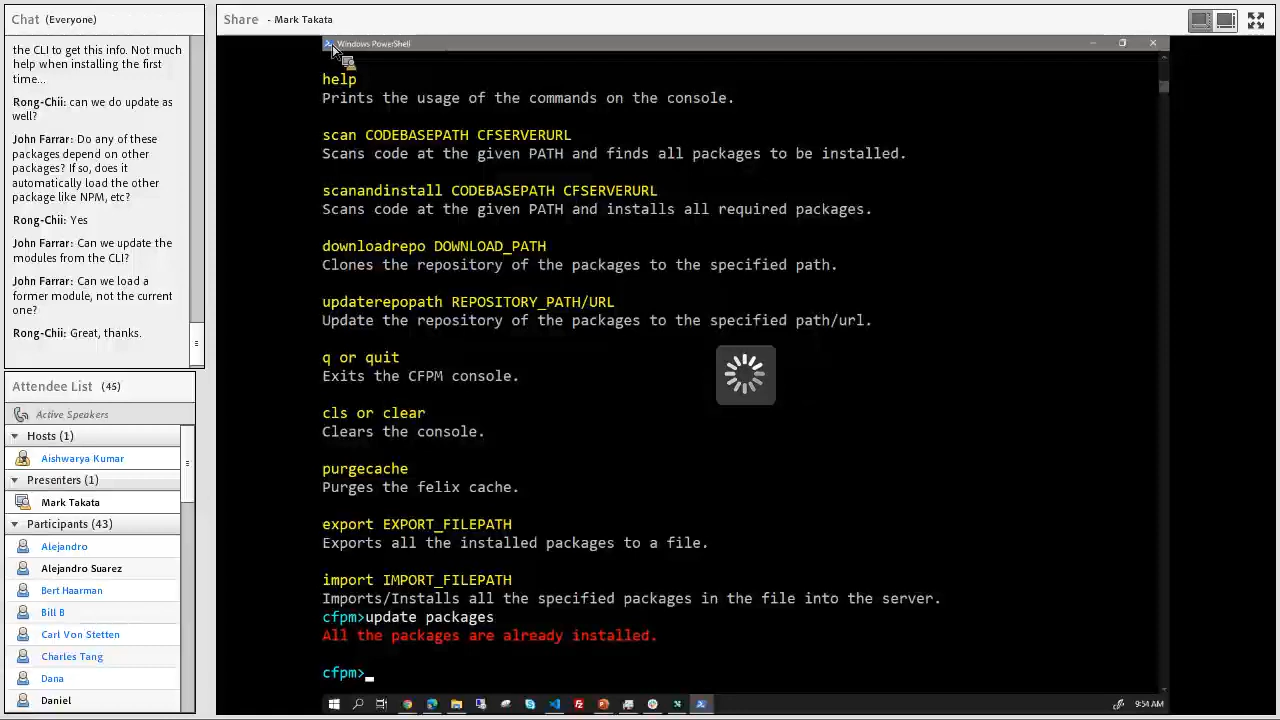 Chat (Everyone)
the CLI to get this info. Not much
help when installing the first
time...
Rong-Chii: can we do update as
well?
John Farrar: Do any of these
packages depend on other
packages? If so, does it
automatically load the other
package like NPM, etc?
Rong-Chii: Yes
John Farrar: Can we update the
modules from the CLI?
John Farrar: Can we load a
former module, not the current
one?
Rong-Chii: Great, thanks.
Attendee List (45)
Active Speakers
Hosts (1)
Aishwarya Kumar
Presenters (1)
Mark Takata
Participants (43)
Alejandro
Alejandro Suarez
Bert Haarman
Bill B
Carl Von Stetten
Charles Tang
Dana
Daniel
Share - Mark Takata
Windows PowerShell
help
Prints the usage of the commands on the console.
scan CODEBASEPATH CFSERVERURL
Scans code at the given PATH and finds all packages to be installed.
scanandinstall CODEBASEPATH CFSERVERURL
Scans code at the given PATH and installs all required packages.
downloadrepo DOWNLOAD_PATH
Clones the repository of the packages to the specified path.
updaterepopath REPOSITORY_PATH/URL
Update the repository of the packages to the specified path/url.
q or quit
Exits the CFPM console.
cls or clear
Clears the console.
purgecache
Purges the felix cache.
export EXPORT_FILEPATH
Exports all the installed packages to a file.
import IMPORT_FILEPATH
Imports/Installs all the specified packages in the file into the server.
cfpm>update packages
All the packages are already installed.
cfpm>
9:54 AM